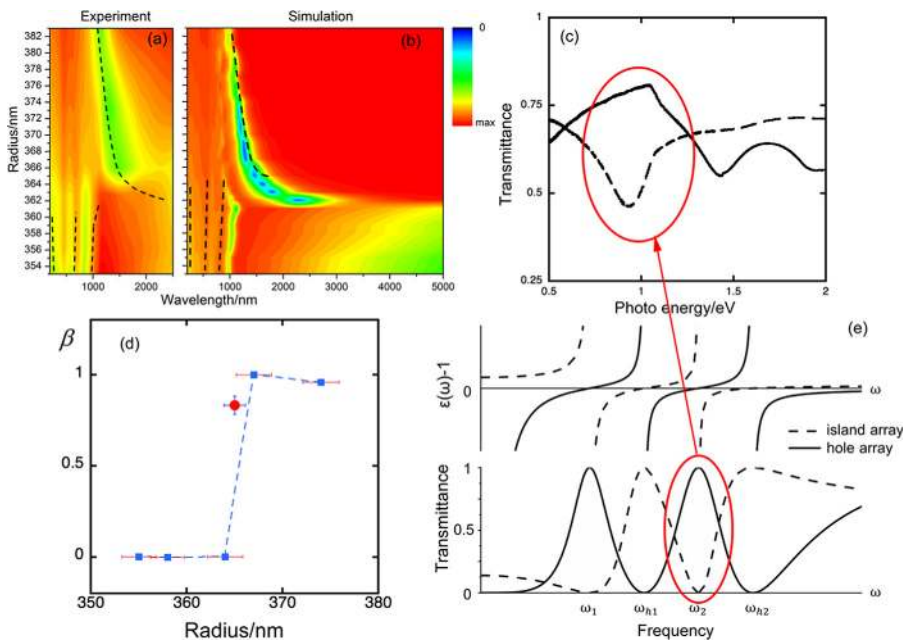 Experiment
Simulation
(a)
(b)
383
382
380
378
376
374
372
370
368
366
364
362
360
358
356
354
Radius/nm
1000 2000
1000 2000 3000 4000 5000
Wavelength/nm
0
max
(c)
Transmittance
0.75
0.5
0.25
0.5 1 1.5 2
Photo energy/eV
(d)
β
1
0.5
0
350 360 370 380
Radius/nm
(e)
ε(ω)-1
0
ω
island array
hole array
Transmittance
1
0.5
0
ω
ω₁ ωₕ₁ ω₂ ωₕ₂
Frequency